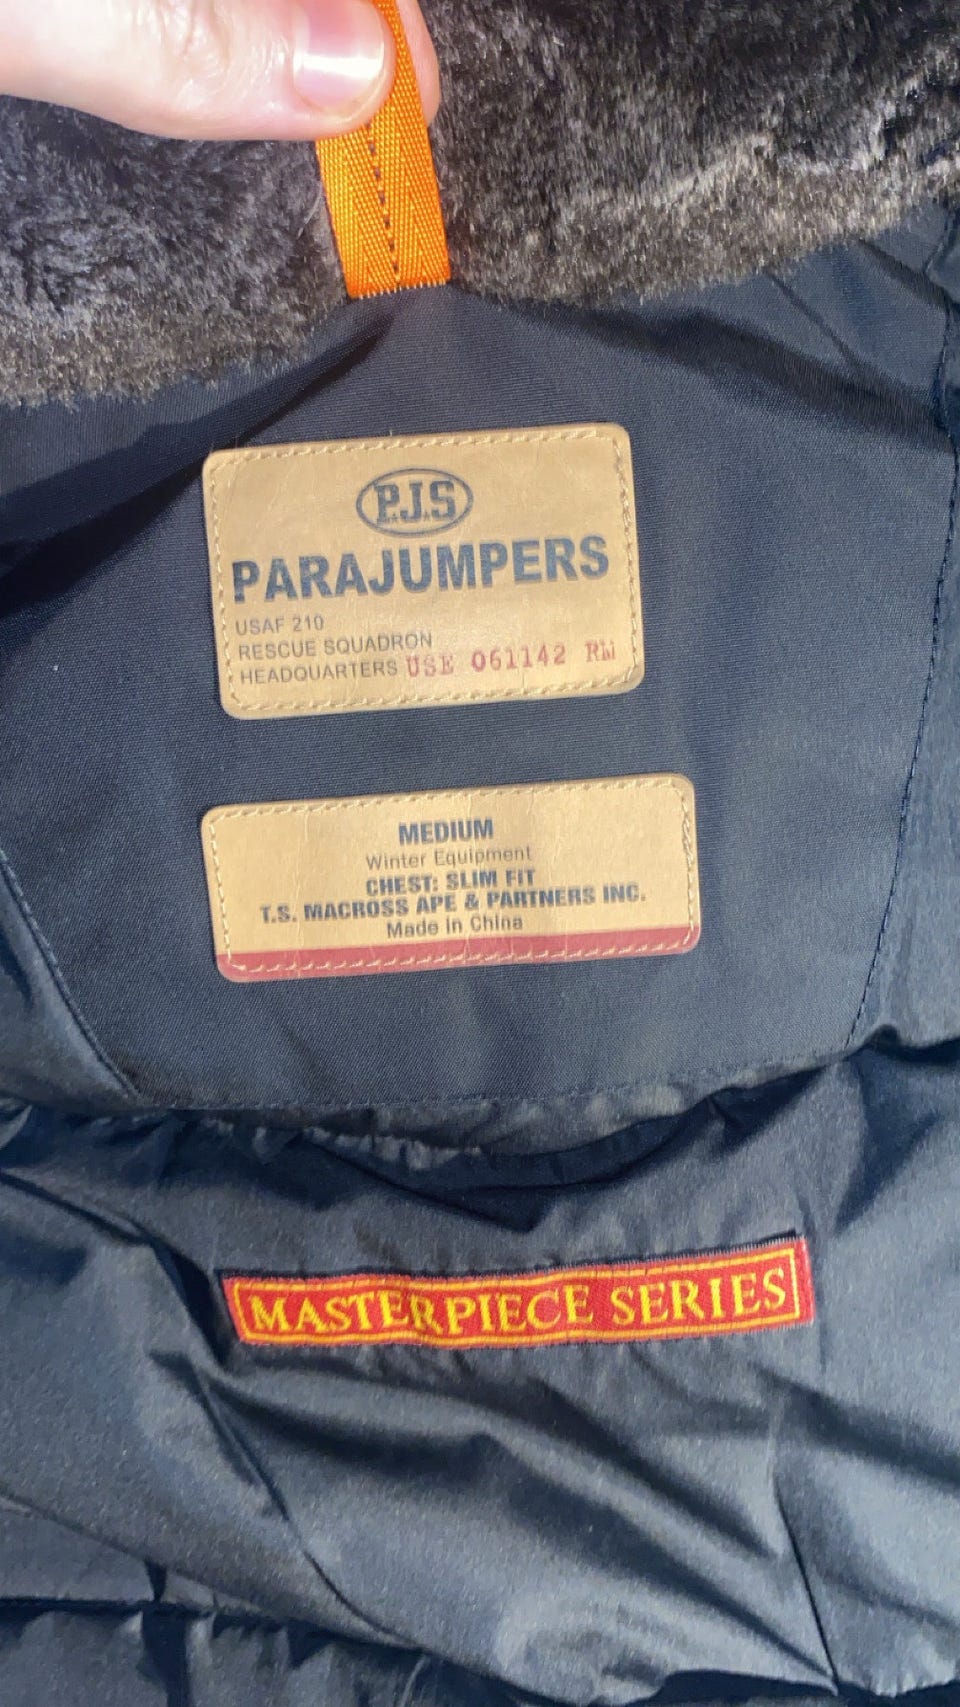 P.J.S
PARAJUMPERS
USAF 210
RESCUE SQUADRON
HEADQUARTERS USE 061142 RM
MEDIUM
Winter Equipment
CHEST: SLIM FIT
T.S. MACROSS APE & PARTNERS INC.
Made in China
MASTERPIECE SERIES